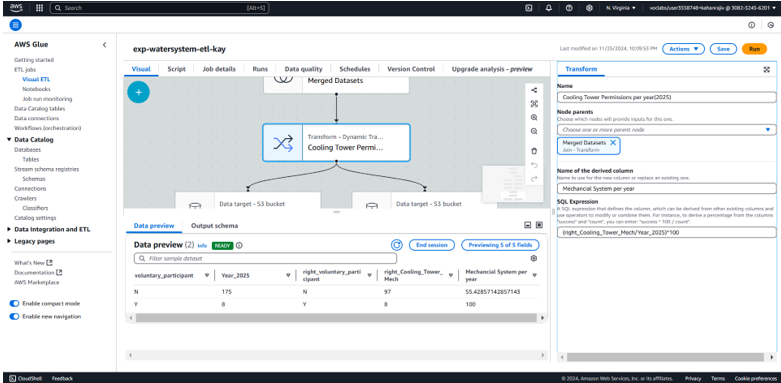 aws
Search
[Alt+S]
N. Virginia
voclabs/user3558748=kahanrajiv @ 3082-5245-6201
AWS Glue
Getting started
ETL jobs
Visual ETL
Notebooks
Job run monitoring
Data Catalog tables
Data connections
Workflows (orchestration)
Data Catalog
Databases
Tables
Stream schema registries
Schemas
Connections
Crawlers
Classifiers
Catalog settings
Data Integration and ETL
Legacy pages
What's New
Documentation
AWS Marketplace
Enable compact mode
Enable new navigation
exp-watersystem-etl-kay
Last modified on 11/25/2024, 10:09:53 PM
Actions
Save
Run
Visual
Script
Job details
Runs
Data quality
Schedules
Version Control
Upgrade analysis - preview
Merged Datasets
Transform - Dynamic Tra...
Cooling Tower Permi...
Data target - S3 bucket
Data target - S3 bucket
Data preview
Output schema
Data preview (2) Info READY
End session
Previewing 5 of 5 fields
Filter sample dataset
voluntary_participant
Year_2025
right_voluntary_parti
cipant
right_Cooling_Tower_
Mech
Mechancial System per
year
N 175 N 97 55.42857142857143
Y 8 Y 8 100
Transform
Name
Cooling Tower Permissions per year(2025)
Node parents
Choose which nodes will provide inputs for this one.
Choose one or more parent node
Merged Datasets
Join - Transform
Name of the derived column
Name to use for the new column or replace an existing one.
Mechancial System per year
SQL Expression
A SQL expression that defines the column, which can be derived from other existing columns and
use operators to modify or combine them. For instance, to derive a percentage from the columns
"success" and "count", you can enter: "success * 100 / count".
(right_Cooling_Tower_Mech/Year_2025)*100
CloudShell
Feedback
© 2024, Amazon Web Services, Inc. or its affiliates.
Privacy
Terms
Cookie preferences